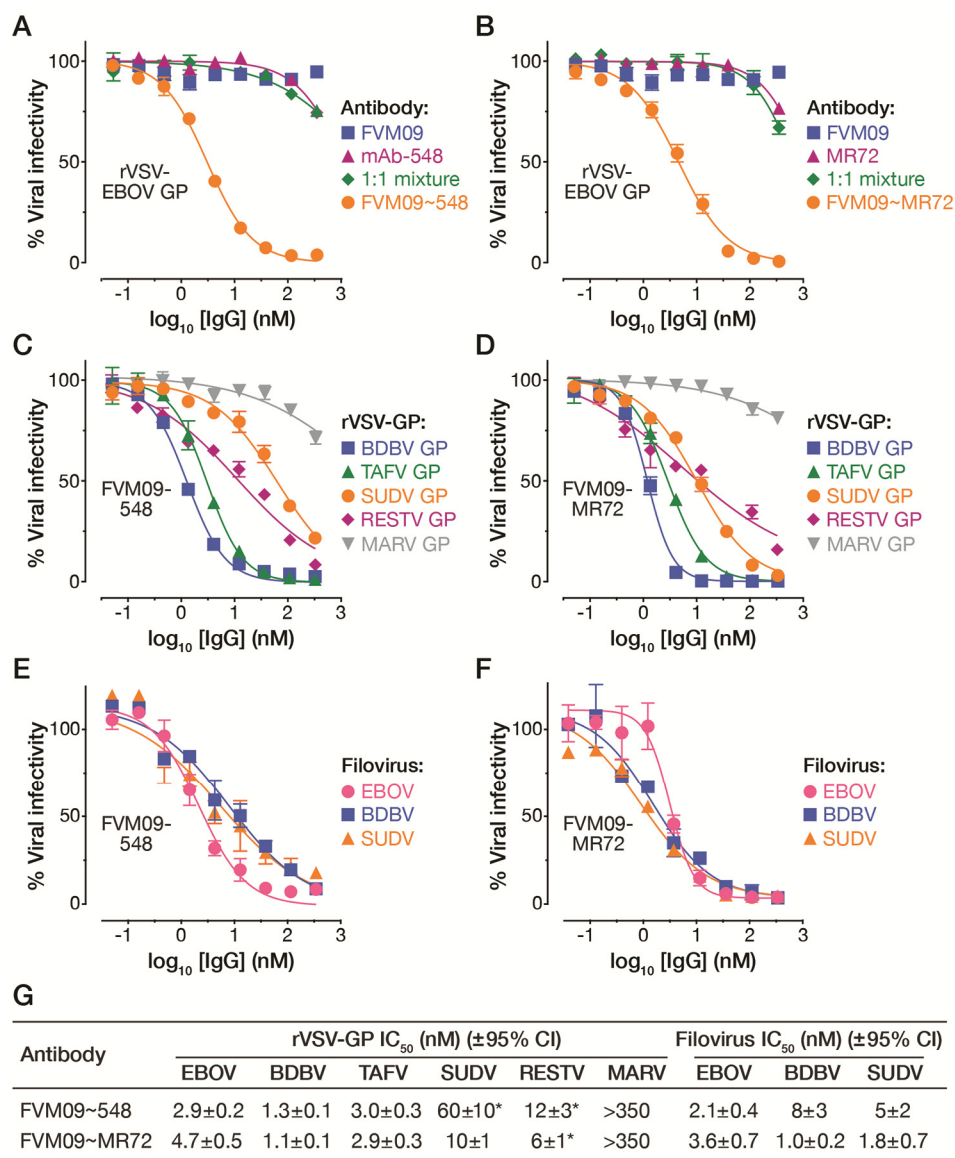 A
100
50
0
% Viral infectivity
rVSV-
EBOV GP
-1 0 1 2 3
log10 [IgG] (nM)
Antibody:
FVM09
mAb-548
1:1 mixture
FVM09~548
B
100
50
0
% Viral infectivity
rVSV-
EBOV GP
-1 0 1 2 3
log10 [IgG] (nM)
Antibody:
FVM09
MR72
1:1 mixture
FVM09~MR72
C
100
50
0
% Viral infectivity
FVM09-
548
-1 0 1 2 3
log10 [IgG] (nM)
rVSV-GP:
BDBV GP
TAFV GP
SUDV GP
RESTV GP
MARV GP
D
100
50
0
% Viral infectivity
FVM09-
MR72
-1 0 1 2 3
log10 [IgG] (nM)
rVSV-GP:
BDBV GP
TAFV GP
SUDV GP
RESTV GP
MARV GP
E
100
50
0
% Viral infectivity
FVM09-
548
-1 0 1 2 3
log10 [IgG] (nM)
Filovirus:
EBOV
BDBV
SUDV
F
100
50
0
% Viral infectivity
FVM09-
MR72
-1 0 1 2 3
log10 [IgG] (nM)
Filovirus:
EBOV
BDBV
SUDV
G
Antibody rVSV-GP IC50 (nM) (±95% CI) Filovirus IC50 (nM) (±95% CI)
EBOV BDBV TAFV SUDV RESTV MARV EBOV BDBV SUDV
FVM09~548 2.9±0.2 1.3±0.1 3.0±0.3 60±10* 12±3* >350 2.1±0.4 8±3 5±2
FVM09~MR72 4.7±0.5 1.1±0.1 2.9±0.3 10±1 6±1* >350 3.6±0.7 1.0±0.2 1.8±0.7